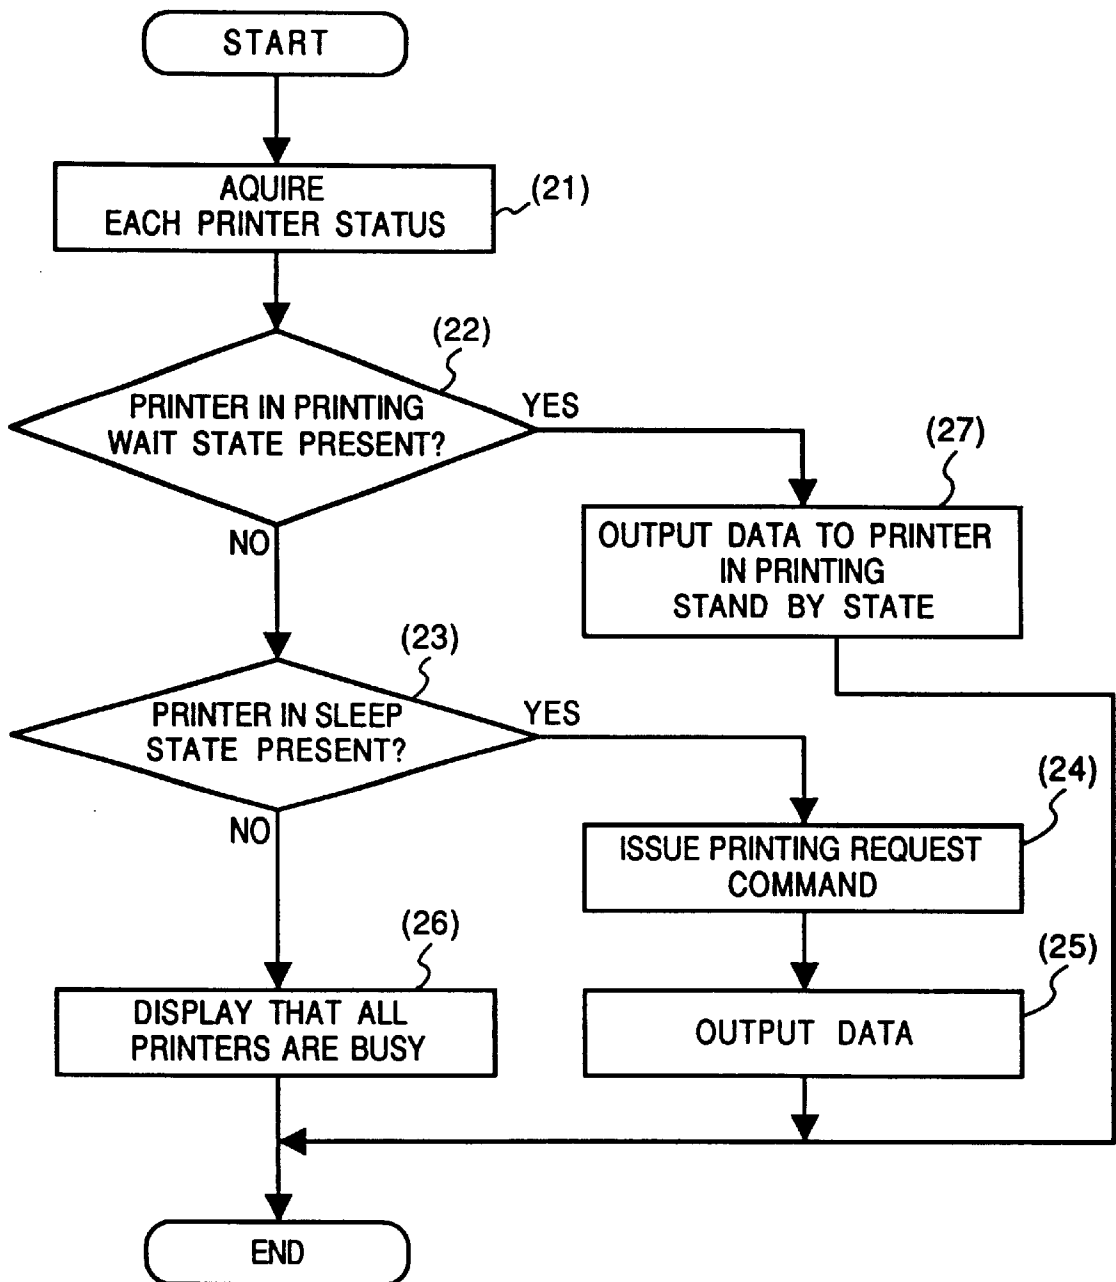 START
AQUIRE
EACH PRINTER STATUS
(21)
(22)
PRINTER IN PRINTING
WAIT STATE PRESENT?
YES
NO
(27)
OUTPUT DATA TO PRINTER
IN PRINTING
STAND BY STATE
(23)
PRINTER IN SLEEP
STATE PRESENT?
YES
NO
(24)
ISSUE PRINTING REQUEST
COMMAND
(26)
DISPLAY THAT ALL
PRINTERS ARE BUSY
(25)
OUTPUT DATA
END